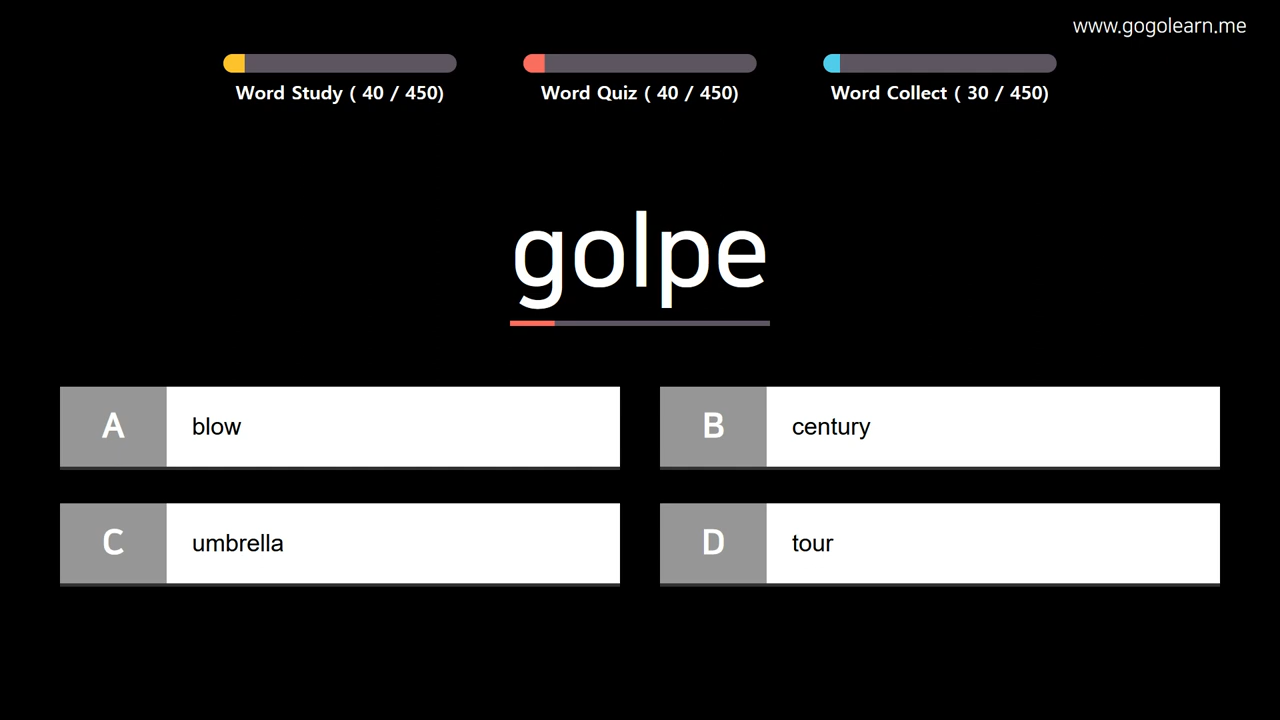 www.gogolearn.me
Word Study ( 40 / 450)
Word Quiz ( 40 / 450)
Word Collect ( 30 / 450)
golpe
A blow
B century
C umbrella
D tour